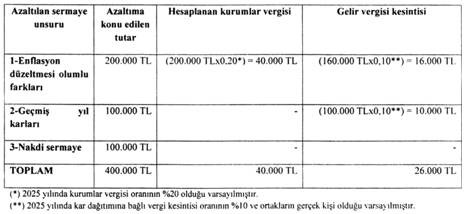 Azaltılan sermaye unsuru | Azaltıma konu edilen tutar | Hesaplanan kurumlar vergisi | Gelir vergisi kesintisi
1-Enflasyon düzeltmesi olumlu farkları | 200.000 TL | (200.000 TLx0,20*) = 40.000 TL | (160.000 TLx0,10**) = 16.000 TL
2-Geçmiş yıl karları | 100.000 TL | - | (100.000 TLx0,10**) = 10.000 TL
3-Nakdi sermaye | 100.000 TL | - | -
TOPLAM | 400.000 TL | 40.000 TL | 26.000 TL
(*) 2025 yılında kurumlar vergisi oranının %20 olduğu varsayılmıştır.
(**) 2025 yılında kar dağıtımına bağlı vergi kesintisi oranının %10 ve ortakların gerçek kişi olduğu varsayılmıştır.